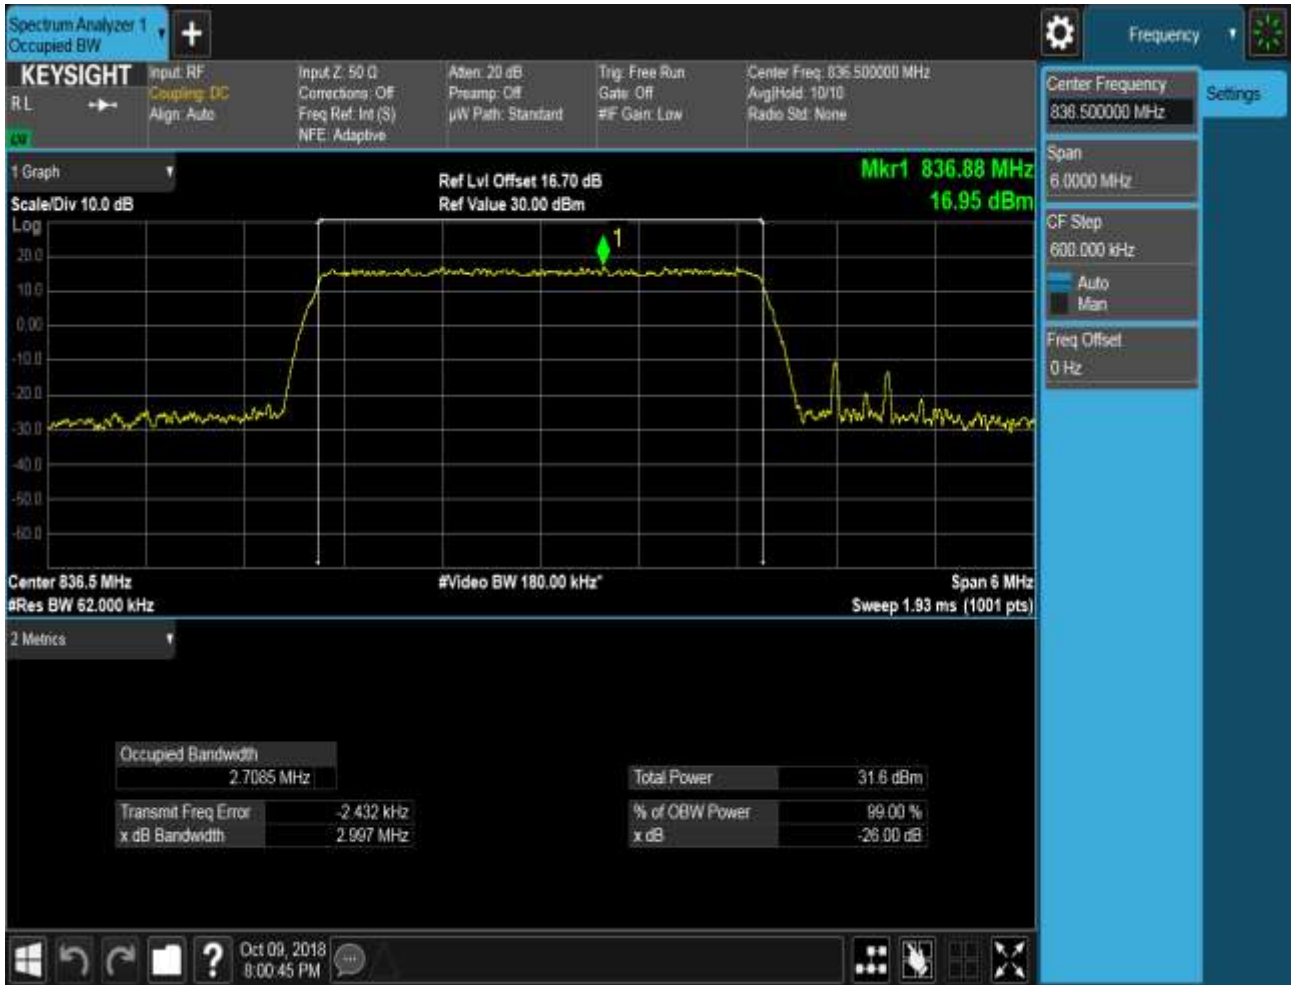 Spectrum Analyzer 1
Occupied BW
Frequency
KEYSIGHT
RL
Input: RF
Coupling: DC
Align: Auto
Input Z: 50 Ω
Corrections: Off
Freq Ref: Int (S)
NFE: Adaptive
Atten: 20 dB
Preamp: Off
µW Path: Standard
Trig: Free Run
Gate: Off
#IF Gain: Low
Center Freq: 836.500000 MHz
Avg|Hold: 10/10
Radio Std: None
Center Frequency
836.500000 MHz
Settings
Span
6.0000 MHz
CF Step
600.000 kHz
Auto
Man
Freq Offset
0 Hz
1 Graph
Scale/Div 10.0 dB
Ref Lvl Offset 16.70 dB
Ref Value 30.00 dBm
Mkr1 836.88 MHz
16.95 dBm
Log
1
20.0
10.0
0.00
-10.0
-20.0
-30.0
-40.0
-50.0
-60.0
Center 836.5 MHz
#Video BW 180.00 kHz*
Span 6 MHz
#Res BW 62.000 kHz
Sweep 1.93 ms (1001 pts)
2 Metrics
Occupied Bandwidth
2.7085 MHz
Total Power 31.6 dBm
Transmit Freq Error -2.432 kHz
% of OBW Power 99.00 %
x dB Bandwidth 2.997 MHz
x dB -26.00 dB
?
Oct 09, 2018
8:00:45 PM